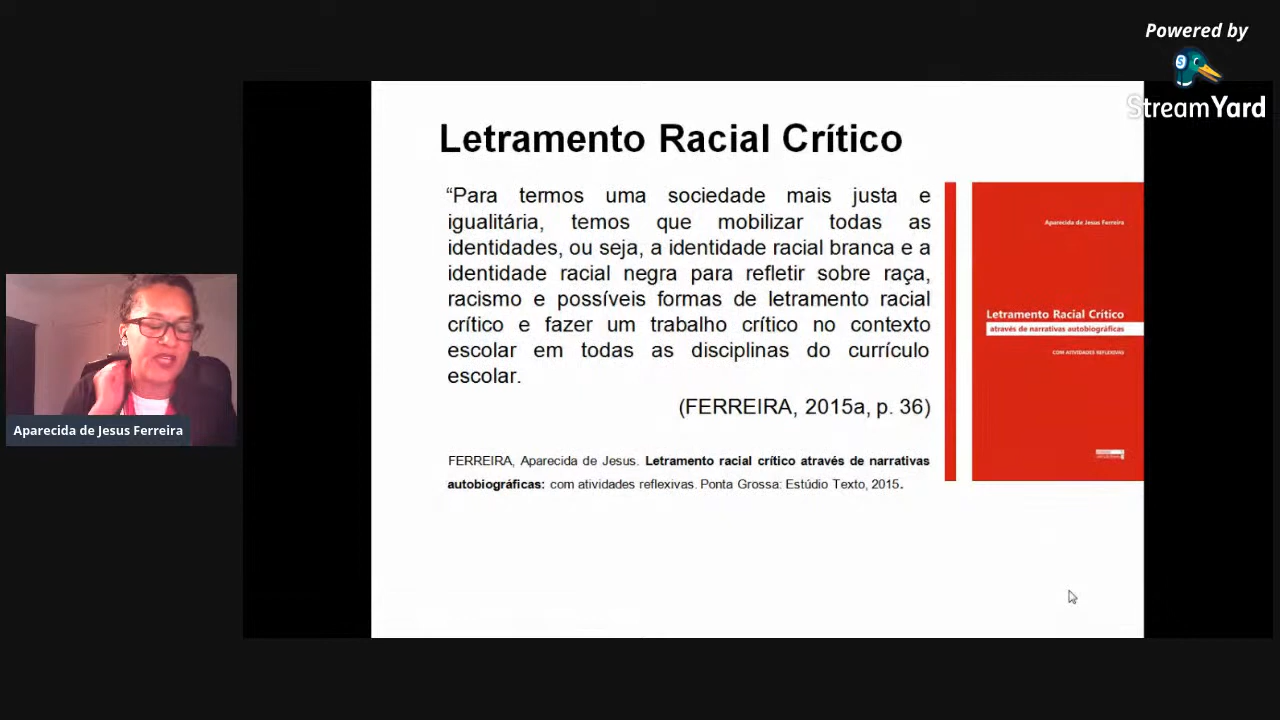 Powered by
StreamYard
Letramento Racial Crítico
“Para termos uma sociedade mais justa e
igualitária, temos que mobilizar todas as
identidades, ou seja, a identidade racial branca e a
identidade racial negra para refletir sobre raça,
racismo e possíveis formas de letramento racial
crítico e fazer um trabalho crítico no contexto
escolar em todas as disciplinas do currículo
escolar.
(FERREIRA, 2015a, p. 36)
FERREIRA, Aparecida de Jesus. Letramento racial crítico através de narrativas
autobiográficas: com atividades reflexivas. Ponta Grossa: Estúdio Texto, 2015.
Aparecida de Jesus Ferreira
Letramento Racial Crítico
através de narrativas autobiográficas
COM ATIVIDADES REFLEXIVAS
Aparecida de Jesus Ferreira